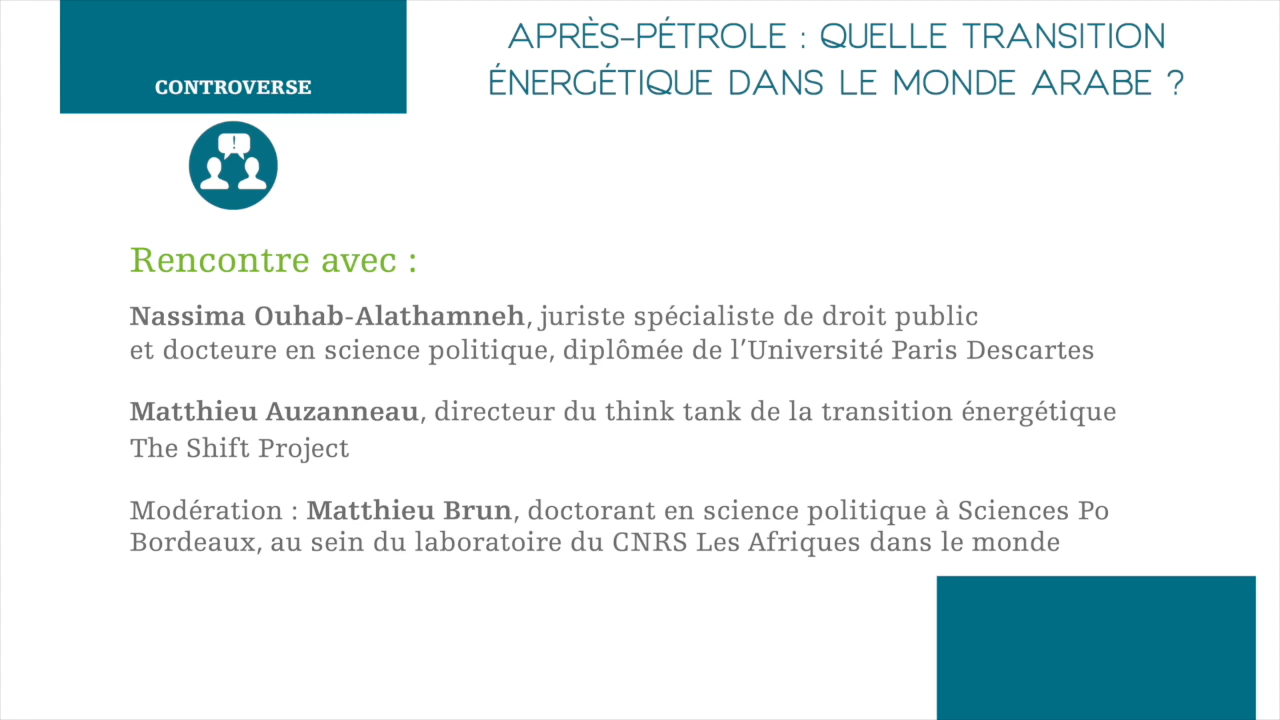 CONTROVERSE
APRÈS-PÉTROLE : QUELLE TRANSITION
ÉNERGÉTIQUE DANS LE MONDE ARABE ?
!
Rencontre avec :
Nassima Ouhab-Alathamneh, juriste spécialiste de droit public
et docteure en science politique, diplômée de l’Université Paris Descartes
Matthieu Auzanneau, directeur du think tank de la transition énergétique
The Shift Project
Modération : Matthieu Brun, doctorant en science politique à Sciences Po
Bordeaux, au sein du laboratoire du CNRS Les Afriques dans le monde